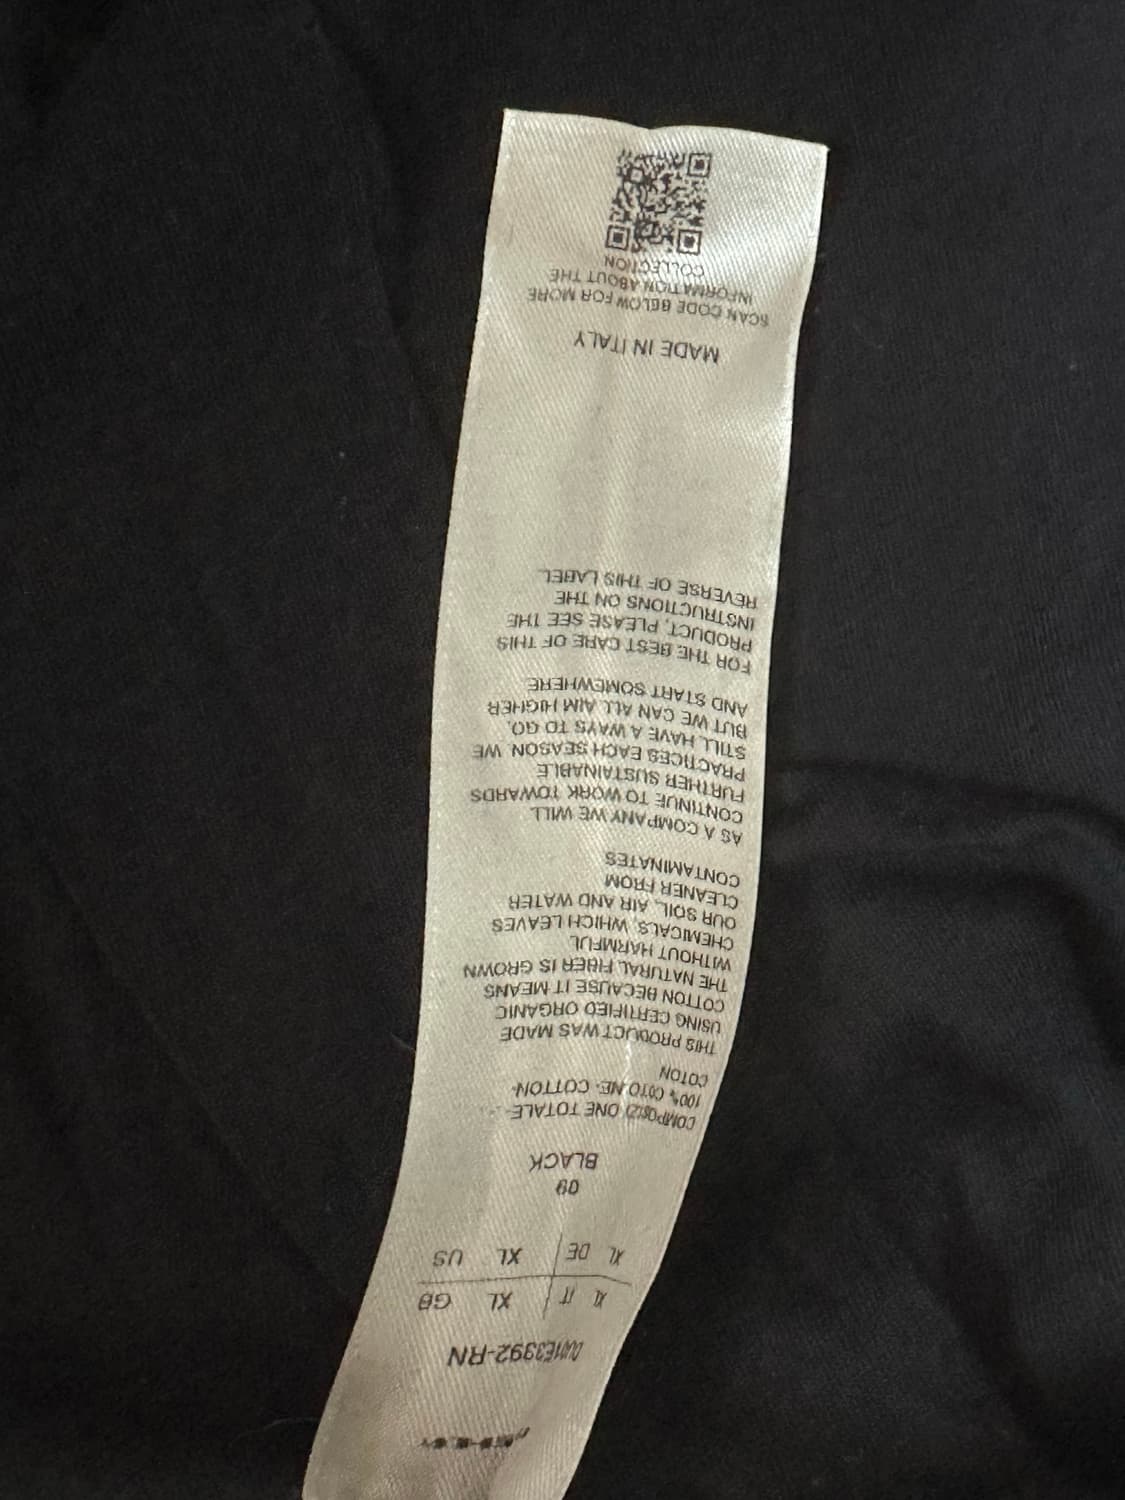 DU01E3392-RN
XL IT XL GB
XL DE XL US
09
BLACK
COMPOSIZIONE TOTALE-
100% COTONE- COTTON-
COTON
THIS PRODUCT WAS MADE
USING CERTIFIED ORGANIC
COTTON BECAUSE IT MEANS
THE NATURAL FIBER IS GROWN
WITHOUT HARMFUL
CHEMICALS, WHICH LEAVES
OUR SOIL, AIR AND WATER
CLEANER FROM
CONTAMINATES
AS A COMPANY WE WILL
CONTINUE TO WORK TOWARDS
FURTHER SUSTAINABLE
PRACTICES EACH SEASON. WE
STILL HAVE A WAYS TO GO,
BUT WE CAN ALL AIM HIGHER
AND START SOMEWHERE.
FOR THE BEST CARE OF THIS
PRODUCT, PLEASE SEE THE
INSTRUCTIONS ON THE
REVERSE OF THIS LABEL.
MADE IN ITALY
SCAN CODE BELOW FOR MORE
INFORMATION ABOUT THE
COLLECTION